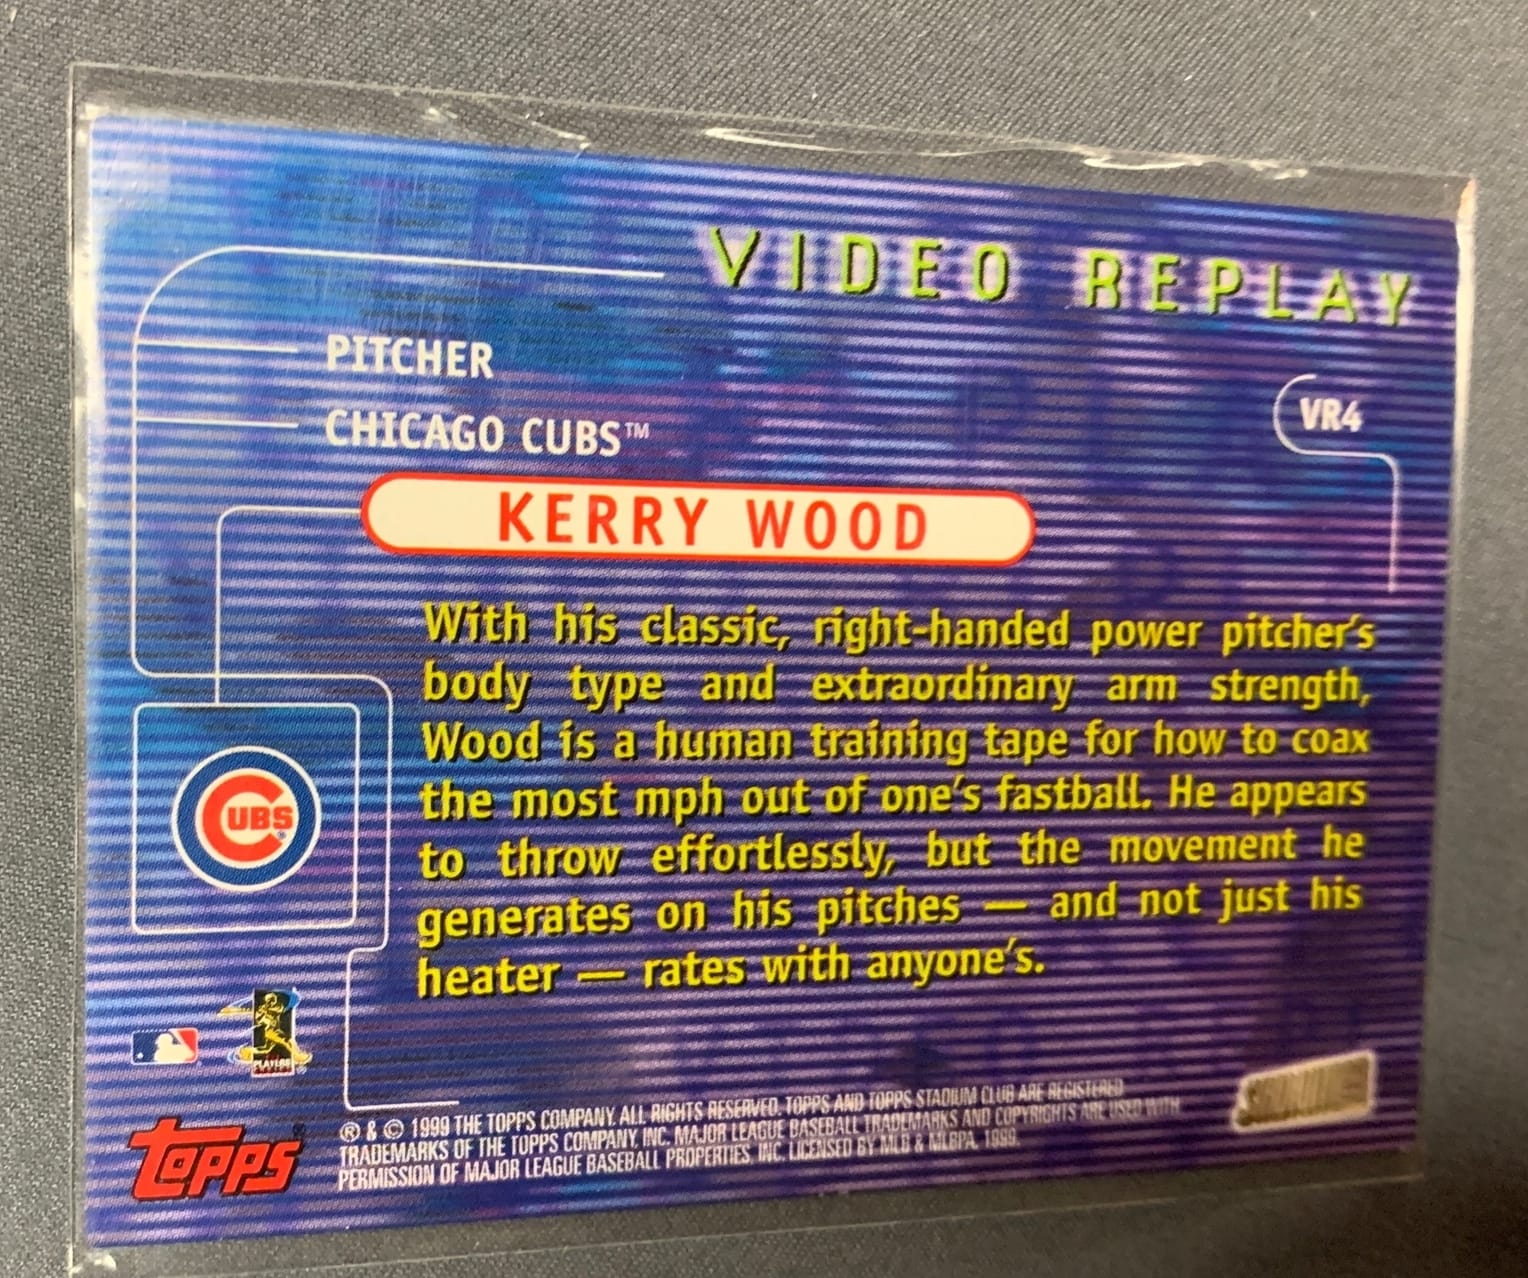 VIDEO REPLAY
PITCHER
CHICAGO CUBS™
VR4
KERRY WOOD
With his classic, right-handed power pitcher's
body type and extraordinary arm strength,
Wood is a human training tape for how to coax
the most mph out of one's fastball. He appears
to throw effortlessly, but the movement he
generates on his pitches — and not just his
heater — rates with anyone's.
CUBS®
PLAYERS
® & © 1999 THE TOPPS COMPANY. ALL RIGHTS RESERVED. TOPPS AND TOPPS STADIUM CLUB ARE REGISTERED
TRADEMARKS OF THE TOPPS COMPANY, INC. MAJOR LEAGUE BASEBALL TRADEMARKS AND COPYRIGHTS ARE USED WITH
PERMISSION OF MAJOR LEAGUE BASEBALL PROPERTIES, INC. LICENSED BY MLB & MLBPA, 1999.
Topps®